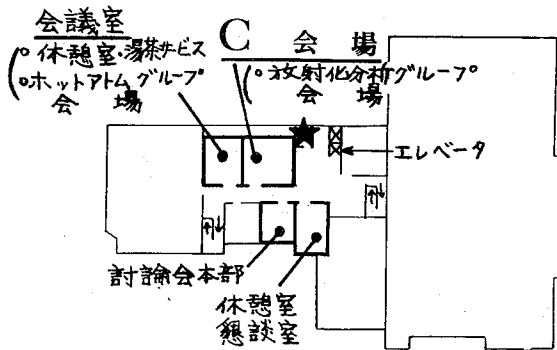 会議室
(○ 休憩室・湯茶サービス
○ホットアトムグループ
会　場
C　会　場
(○ 放射化分析グループ
会　場
エレベータ
討論会本部
休憩室
懇談室